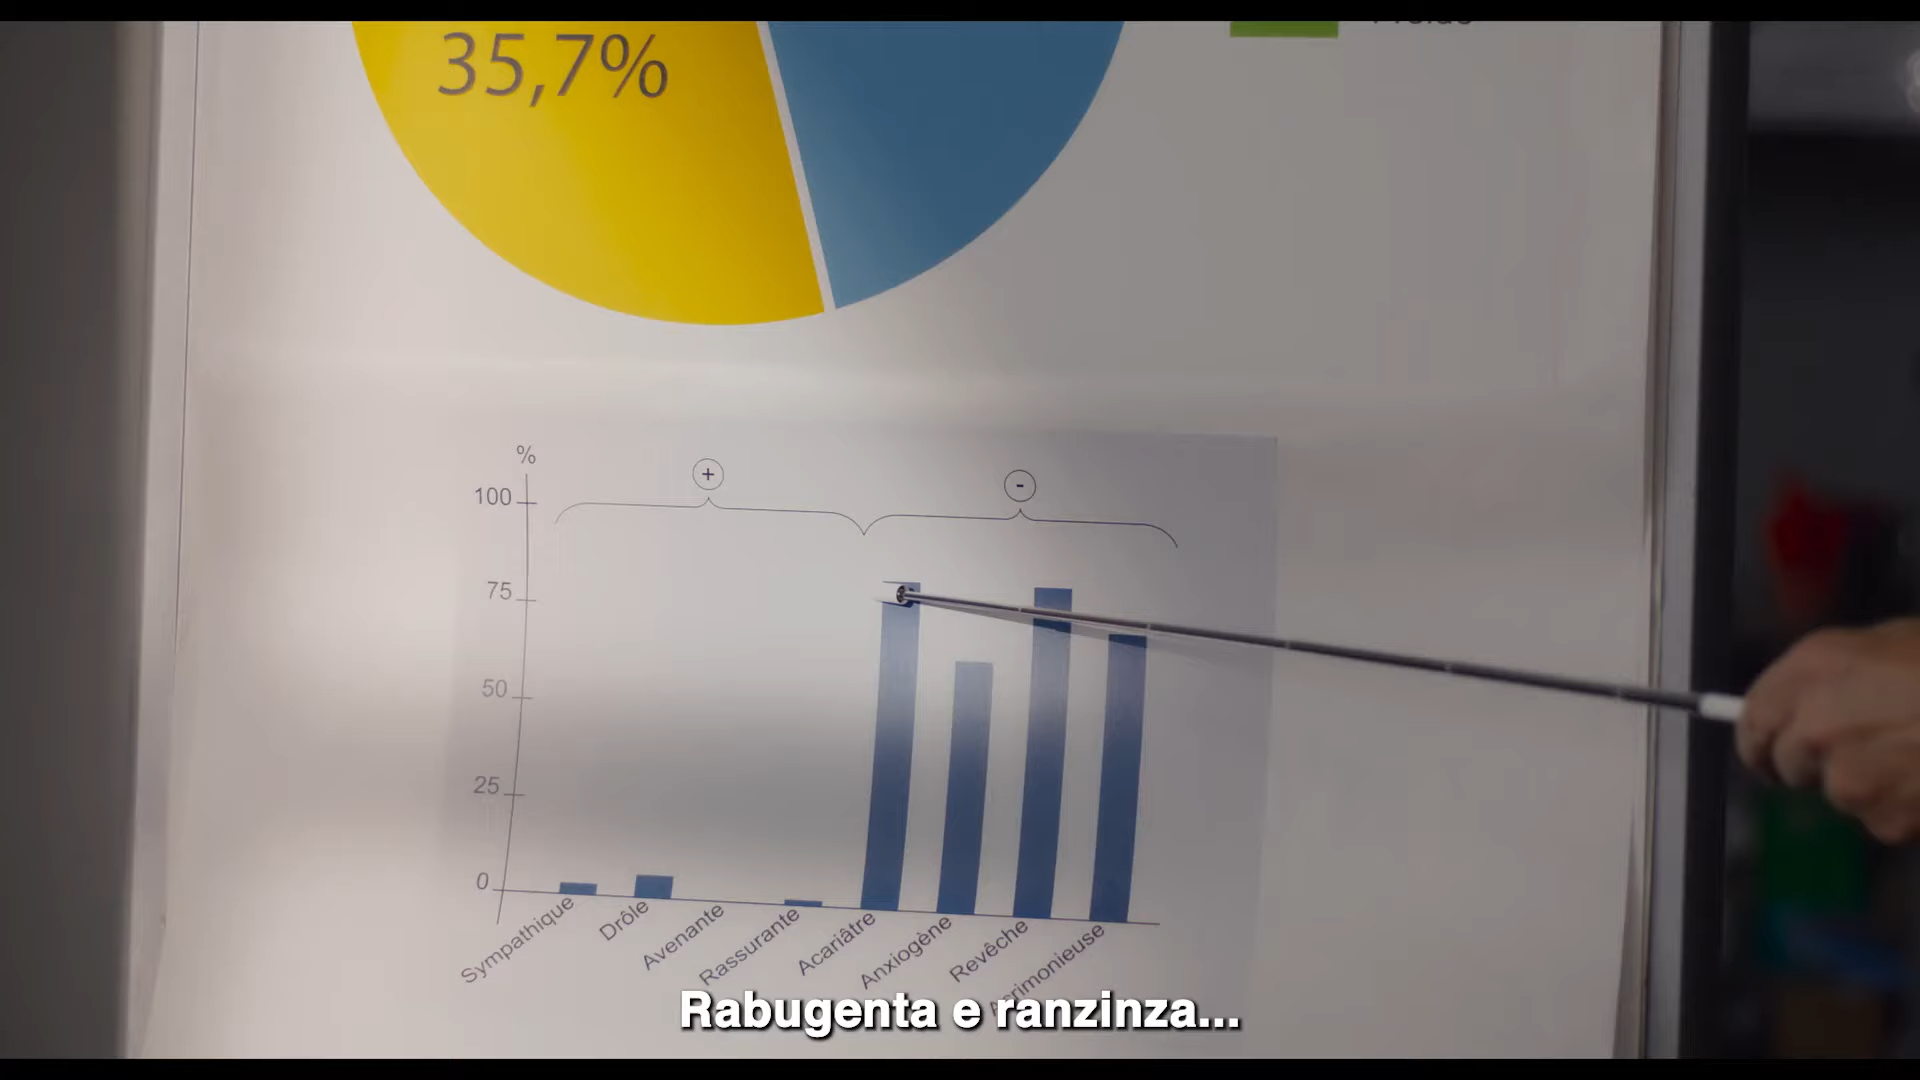 35,7%
%
+
-
100
75
50
25
0
Sympathique
Drôle
Avenante
Rassurante
Acariâtre
Anxiogène
Revêche
Rabugenta e ranzinza...